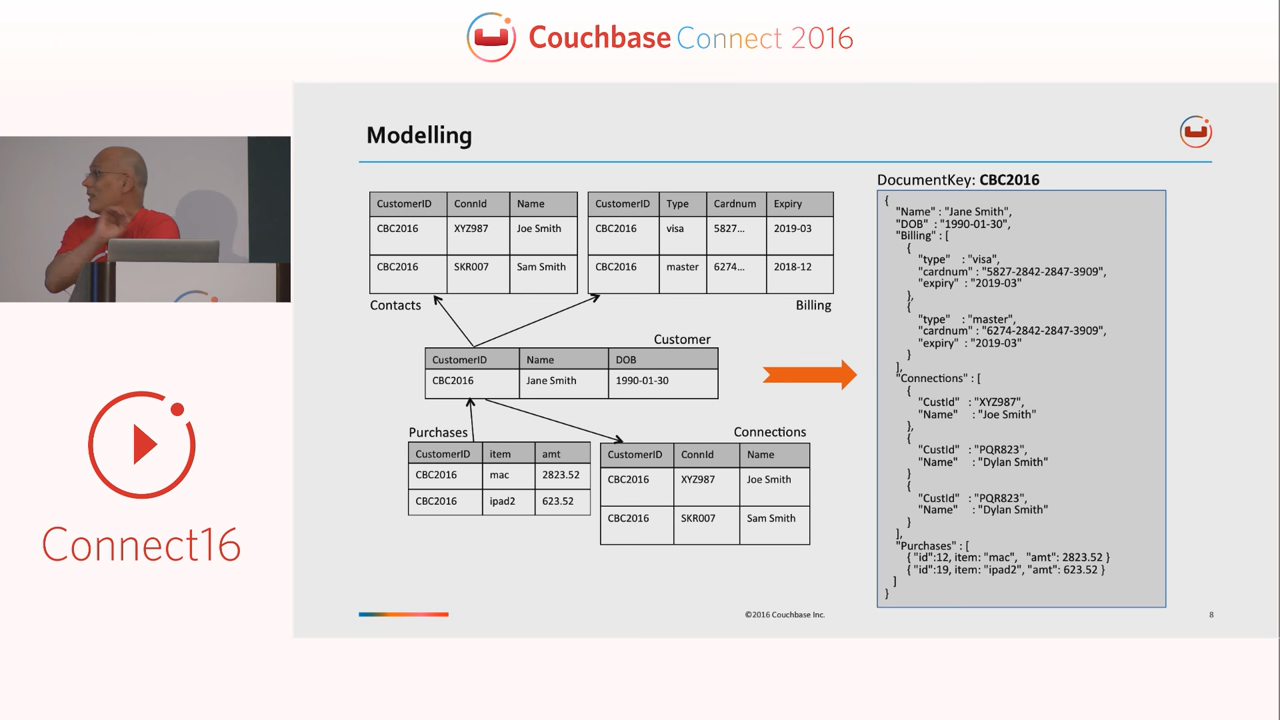 Couchbase Connect 2016
Modelling
CustomerID ConnId Name
CBC2016 XYZ987 Joe Smith
CBC2016 SKR007 Sam Smith
Contacts
CustomerID Type Cardnum Expiry
CBC2016 visa 5827... 2019-03
CBC2016 master 6274... 2018-12
Billing
Customer
CustomerID Name DOB
CBC2016 Jane Smith 1990-01-30
Purchases
CustomerID item amt
CBC2016 mac 2823.52
CBC2016 ipad2 623.52
Connections
CustomerID ConnId Name
CBC2016 XYZ987 Joe Smith
CBC2016 SKR007 Sam Smith
DocumentKey: CBC2016
{
"Name" : "Jane Smith",
"DOB" : "1990-01-30",
"Billing" : [
{
"type" : "visa",
"cardnum" : "5827-2842-2847-3909",
"expiry" : "2019-03"
},
{
"type" : "master",
"cardnum" : "6274-2842-2847-3909",
"expiry" : "2019-03"
}
],
"Connections" : [
{
"CustId" : "XYZ987",
"Name" : "Joe Smith"
},
{
"CustId" : "PQR823",
"Name" : "Dylan Smith"
}
{
"CustId" : "PQR823",
"Name" : "Dylan Smith"
}
],
"Purchases" : [
{ "id":12, item: "mac", "amt": 2823.52 }
{ "id":19, item: "ipad2", "amt": 623.52 }
]
}
©2016 Couchbase Inc.
8
Connect16